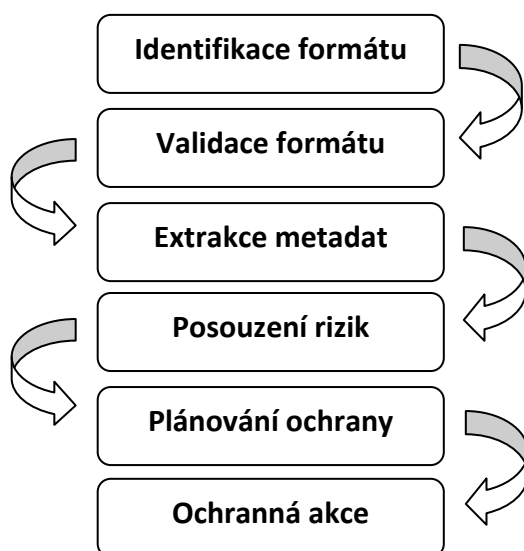 Identifikace formátu
Validace formátu
Extrakce metadat
Posouzení rizik
Plánování ochrany
Ochranná akce